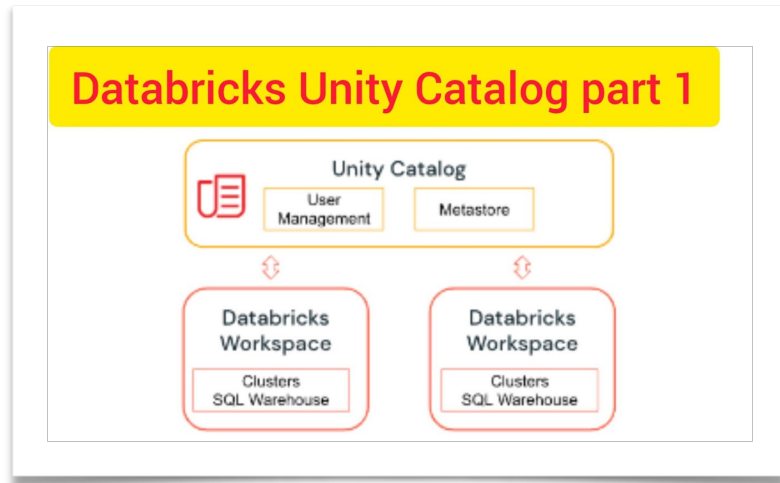 Databricks Unity Catalog part 1
Unity Catalog
User
Management
Metastore
Databricks
Workspace
Clusters
SQL Warehouse
Databricks
Workspace
Clusters
SQL Warehouse